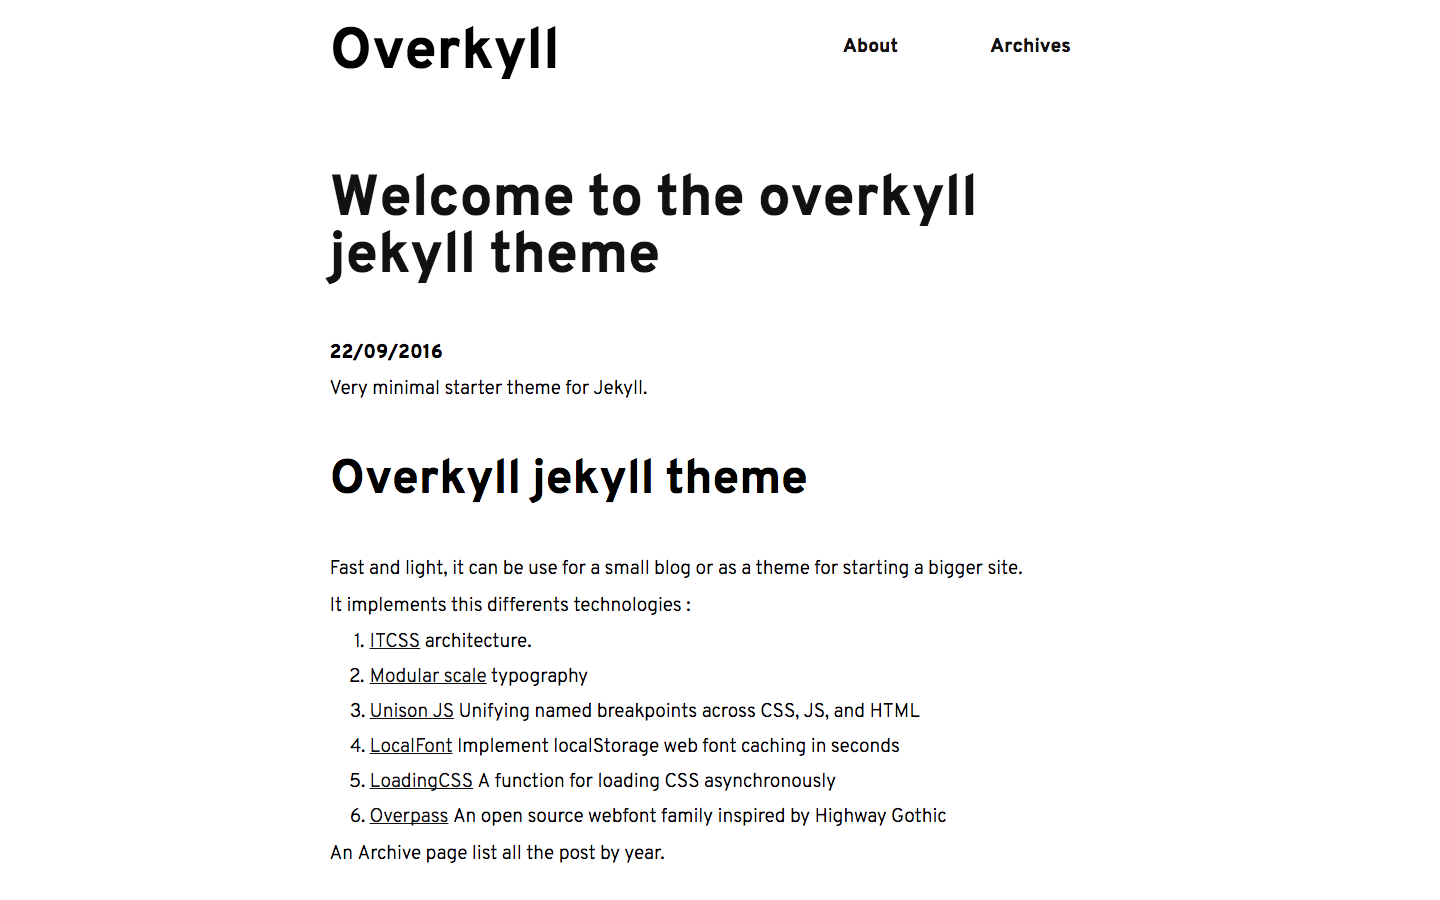 Overkyll
About
Archives
Welcome to the overkyll
jekyll theme
22/09/2016
Very minimal starter theme for Jekyll.
Overkyll jekyll theme
Fast and light, it can be use for a small blog or as a theme for starting a bigger site.
It implements this differents technologies :
1. ITCSS architecture.
2. Modular scale typography
3. Unison JS Unifying named breakpoints across CSS, JS, and HTML
4. LocalFont Implement localStorage web font caching in seconds
5. LoadingCSS A function for loading CSS asynchronously
6. Overpass An open source webfont family inspired by Highway Gothic
An Archive page list all the post by year.